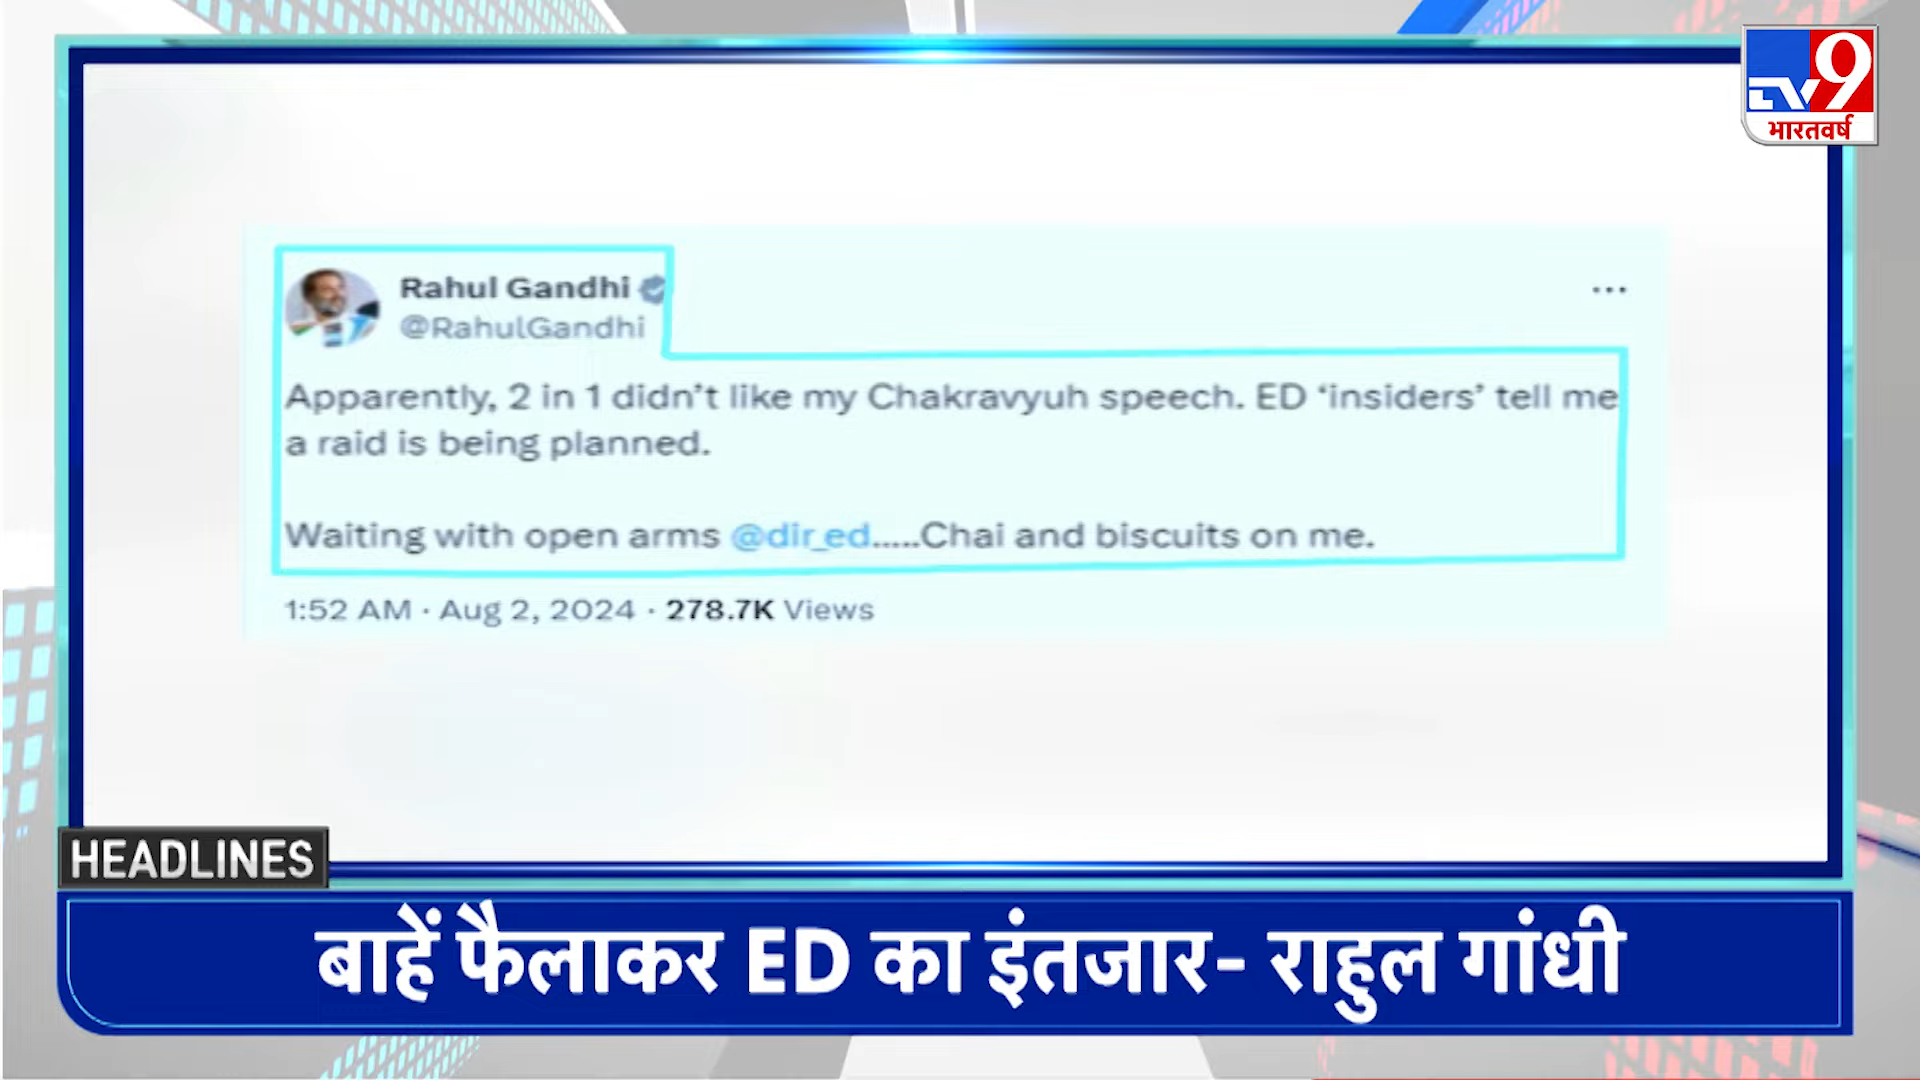 TV9
भारतवर्ष
Rahul Gandhi
@RahulGandhi
Apparently, 2 in 1 didn’t like my Chakravyuh speech. ED ‘insiders’ tell me
a raid is being planned.
Waiting with open arms @dir_ed.....Chai and biscuits on me.
1:52 AM · Aug 2, 2024 · 278.7K Views
HEADLINES
बाहें फैलाकर ED का इंतजार- राहुल गांधी